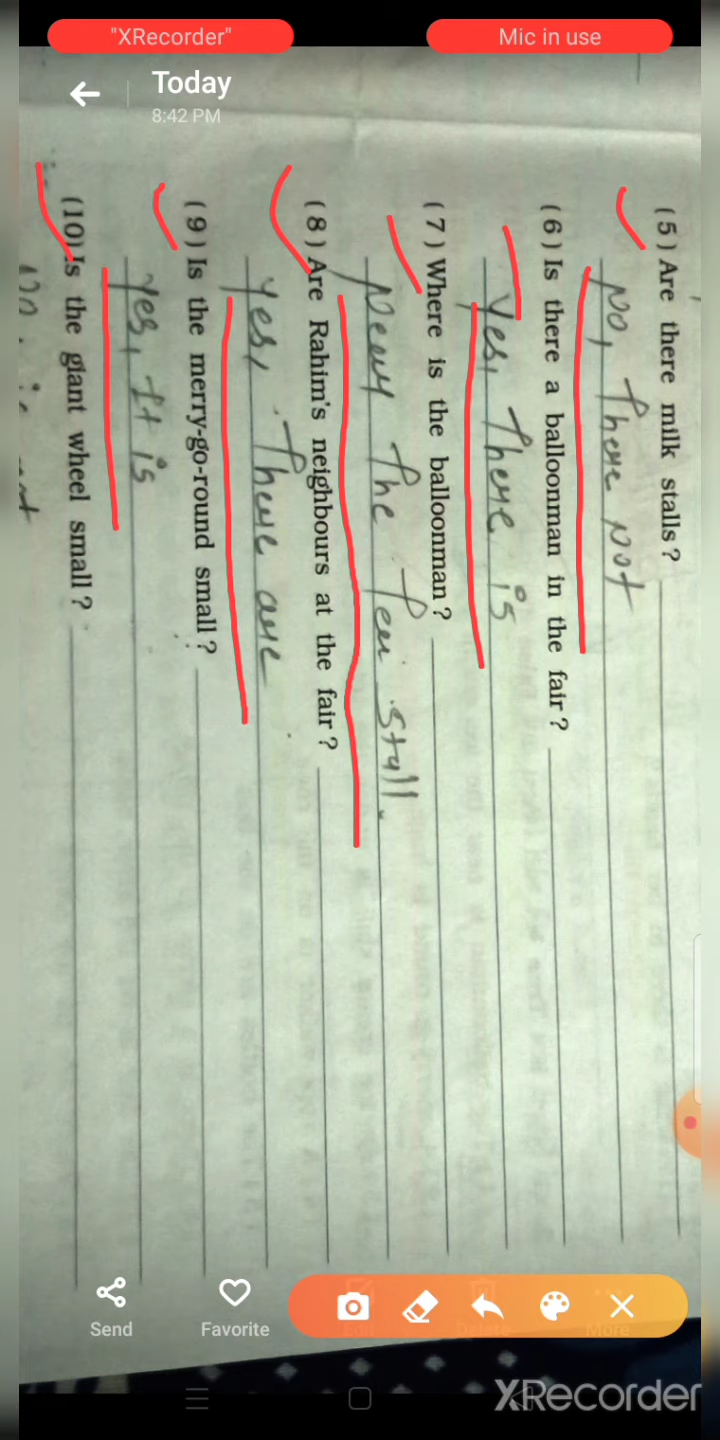 "XRecorder"
Mic in use
Today
8:42 PM
(5) Are there milk stalls?
No, there not
(6) Is there a balloonman in the fair?
Yes, there is
(7) Where is the balloonman?
Near the stall.
(8) Are Rahim's neighbours at the fair?
Yes, there are
(9) Is the merry-go-round small?
Yes, It is
(10) Is the giant wheel small?
Send
Favorite
Edit
Delete
More
XRecorder